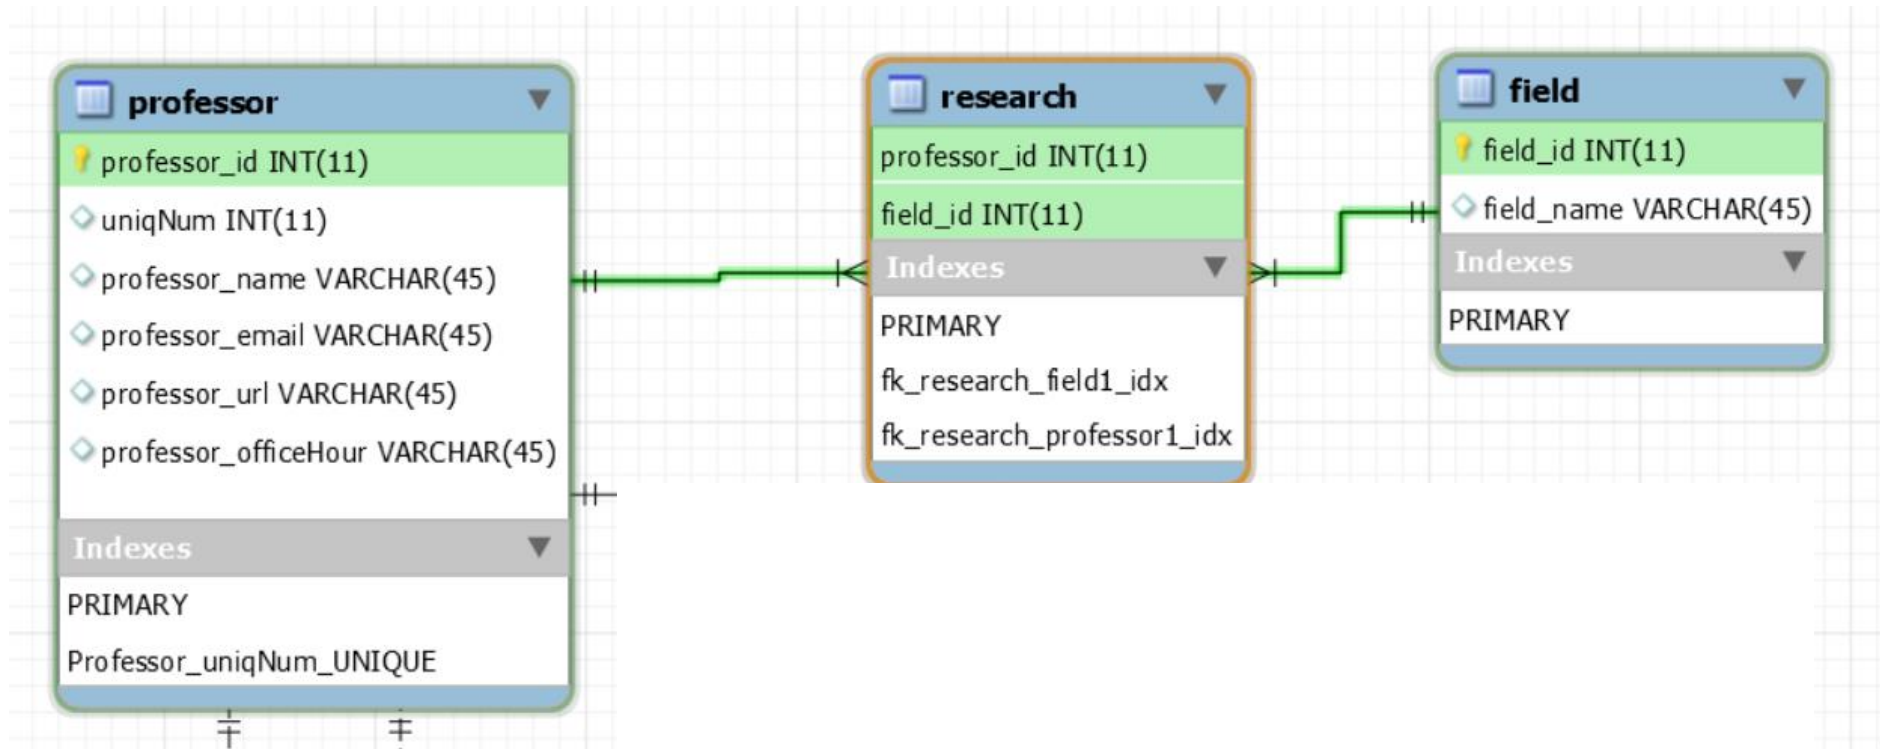 professor
professor_id INT(11)
uniqNum INT(11)
professor_name VARCHAR(45)
professor_email VARCHAR(45)
professor_url VARCHAR(45)
professor_officeHour VARCHAR(45)
Indexes
PRIMARY
Professor_uniqNum_UNIQUE
research
professor_id INT(11)
field_id INT(11)
Indexes
PRIMARY
fk_research_field1_idx
fk_research_professor1_idx
field
field_id INT(11)
field_name VARCHAR(45)
Indexes
PRIMARY